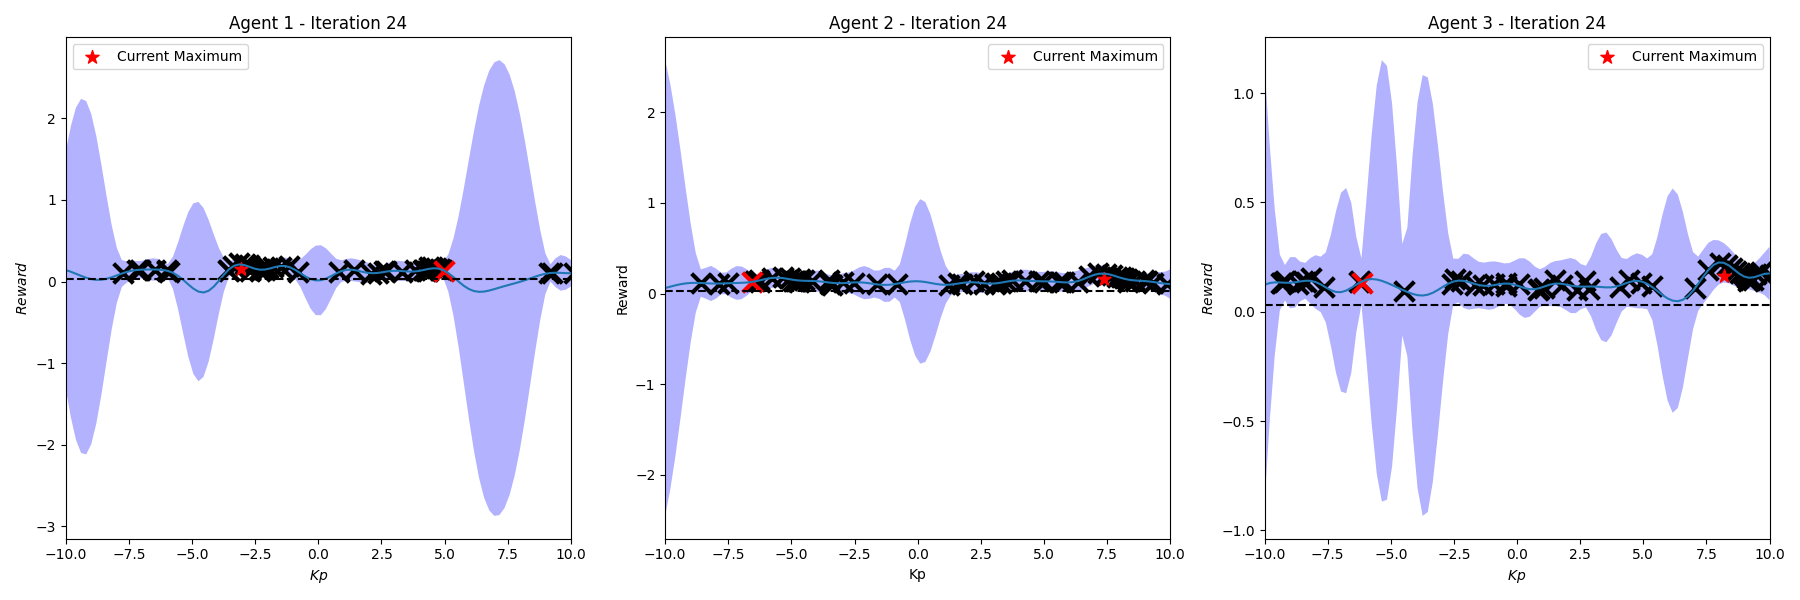 Agent 1 - Iteration 24
Current Maximum
2
1
0
−1
−2
−3
Reward
−10.0 −7.5 −5.0 −2.5 0.0 2.5 5.0 7.5 10.0
Kp
Agent 2 - Iteration 24
Current Maximum
2
1
0
−1
−2
Reward
−10.0 −7.5 −5.0 −2.5 0.0 2.5 5.0 7.5 10.0
Kp
Agent 3 - Iteration 24
Current Maximum
1.0
0.5
0.0
−0.5
−1.0
Reward
−10.0 −7.5 −5.0 −2.5 0.0 2.5 5.0 7.5 10.0
Kp